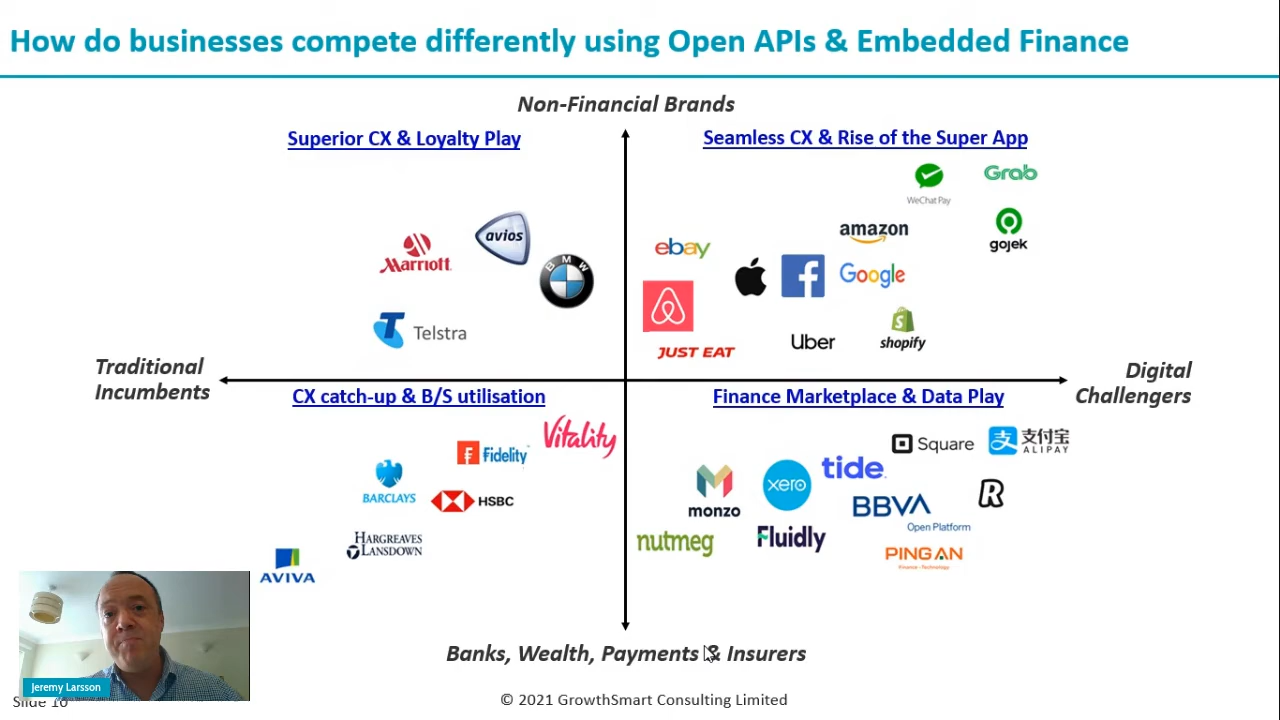 How do businesses compete differently using Open APIs & Embedded Finance
Non-Financial Brands
Superior CX & Loyalty Play
Seamless CX & Rise of the Super App
WeChat Pay
Grab
avios
Marriott
BMW
ebay
amazon
gojek
Google
Telstra
Uber
shopify
JUST EAT
Traditional
Incumbents
Digital
Challengers
CX catch-up & B/S utilisation
Finance Marketplace & Data Play
Vitality
Fidelity
BARCLAYS
HSBC
HARGREAVES
LANSDOWN
AVIVA
Square
支付宝
ALIPAY
tide
monzo
xero
BBVA
Open Platform
R
nutmeg
Fluidly
PING AN
Finance · Technology
Banks, Wealth, Payments & Insurers
Jeremy Larsson
© 2021 GrowthSmart Consulting Limited